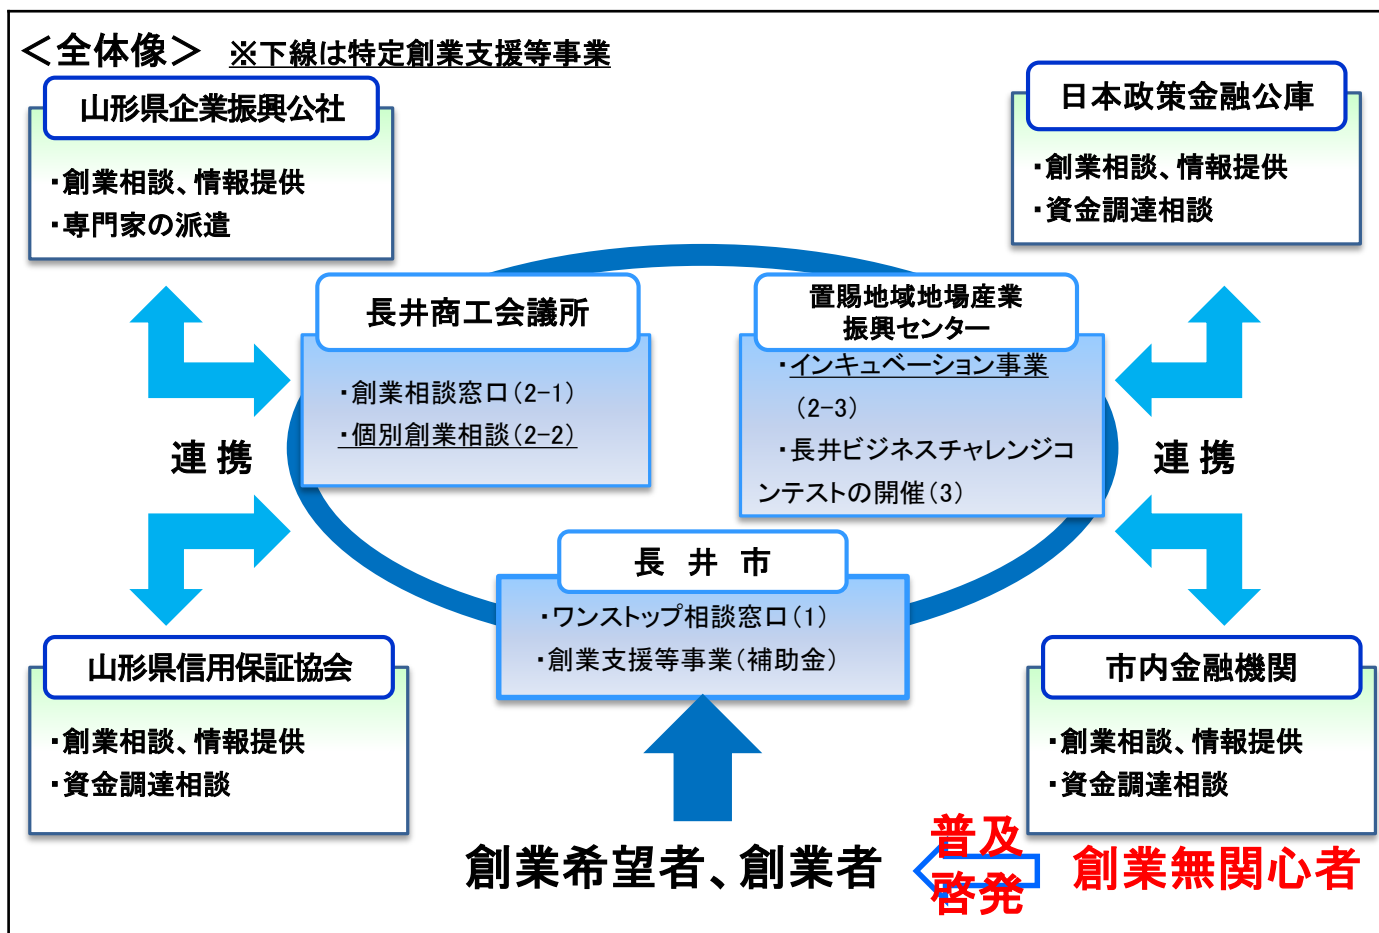 ＜全体像＞ ※下線は特定創業支援等事業
山形県企業振興公社
・創業相談、情報提供
・専門家の派遣
日本政策金融公庫
・創業相談、情報提供
・資金調達相談
長井商工会議所
・創業相談窓口（2-1）
・個別創業相談（2-2）
置賜地域地場産業
振興センター
・インキュベーション事業
（2-3）
・長井ビジネスチャレンジコ
ンテストの開催（3）
連 携
連 携
長 井 市
・ワンストップ相談窓口（1）
・創業支援等事業（補助金）
山形県信用保証協会
・創業相談、情報提供
・資金調達相談
市内金融機関
・創業相談、情報提供
・資金調達相談
創業希望者、創業者
普及
啓発
創業無関心者